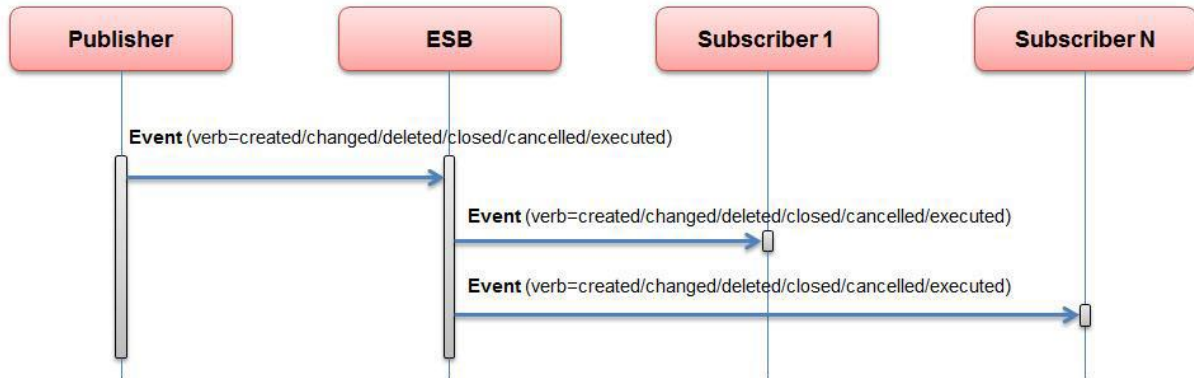 Publisher
ESB
Subscriber 1
Subscriber N
Event (verb=created/changed/deleted/closed/cancelled/executed)
Event (verb=created/changed/deleted/closed/cancelled/executed)
Event (verb=created/changed/deleted/closed/cancelled/executed)